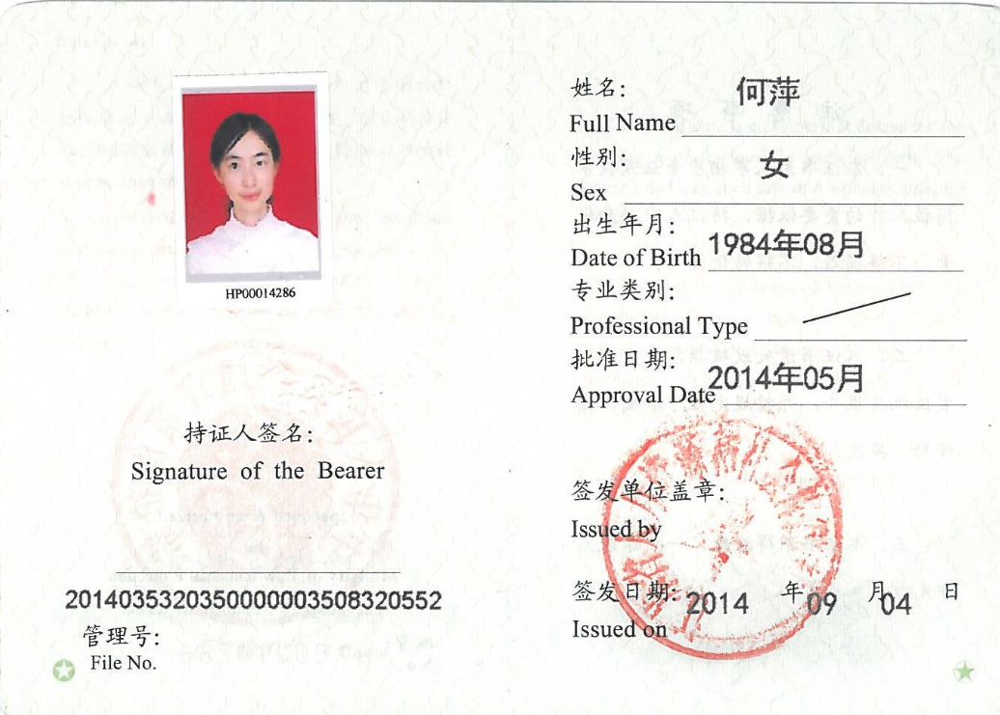 HP00014286
持证人签名:
Signature of the Bearer
2014035320350000003508320552
管理号:
File No.
姓名: 何萍
Full Name
性别: 女
Sex
出生年月: 1984年08月
Date of Birth
专业类别:
Professional Type
批准日期: 2014年05月
Approval Date
签发单位盖章:
Issued by
签发日期: 2014 年 09 月 04 日
Issued on